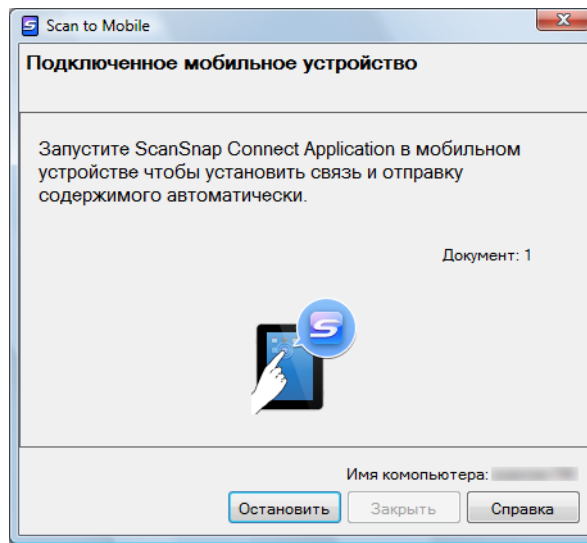 Scan to Mobile
Подключенное мобильное устройство
Запустите ScanSnap Connect Application в мобильном
устройстве чтобы установить связь и отправку
содержимого автоматически.
Документ: 1
Имя компьютера:
Остановить Закрыть Справка